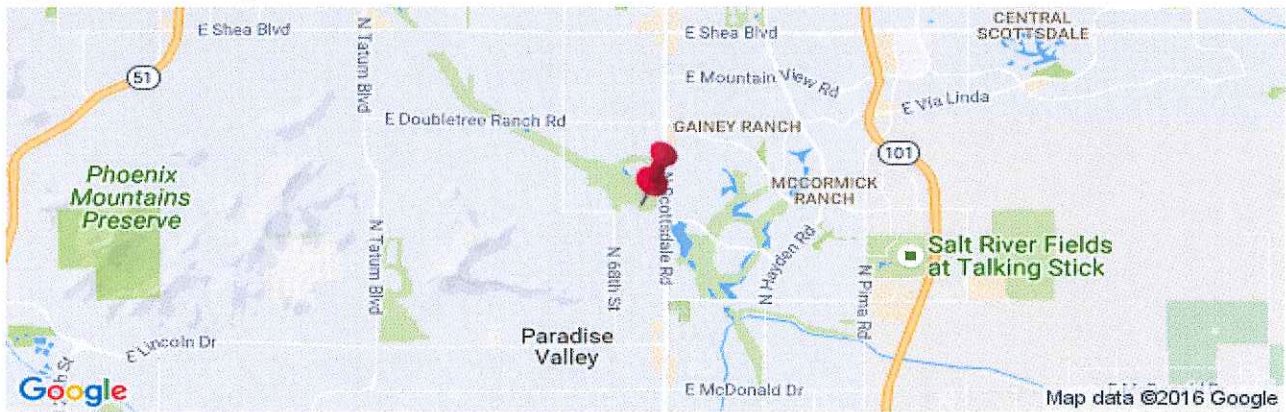 E Shea Blvd
N Tatum Blvd
E Shea Blvd
CENTRAL
SCOTTSDALE
51
E Mountain View Rd
E Via Linda
E Doubletree Ranch Rd
GAINEY RANCH
101
Phoenix
Mountains
Preserve
MCCORMICK
RANCH
N Scottsdale Rd
N Tatum Blvd
N 68th St
N Hayden Rd
N Pima Rd
Salt River Fields
at Talking Stick
Paradise
Valley
E Lincoln Dr
St
E McDonald Dr
Google
Map data ©2016 Google